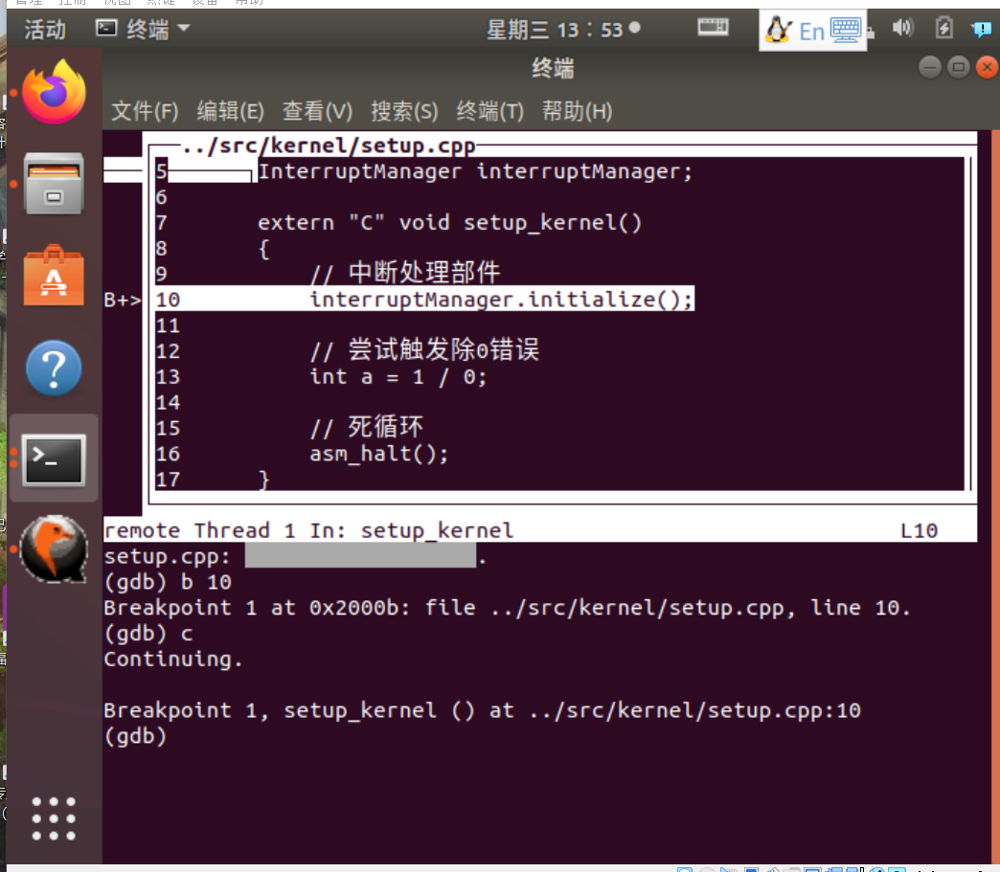 活动 终端 星期三 13：53 En
终端
文件(F) 编辑(E) 查看(V) 搜索(S) 终端(T) 帮助(H)
../src/kernel/setup.cpp
5 InterruptManager interruptManager;
6
7 extern "C" void setup_kernel()
8 {
9 // 中断处理部件
B+> 10 interruptManager.initialize();
11
12 // 尝试触发除0错误
13 int a = 1 / 0;
14
15 // 死循环
16 asm_halt();
17 }
remote Thread 1 In: setup_kernel L10
setup.cpp: .
(gdb) b 10
Breakpoint 1 at 0x2000b: file ../src/kernel/setup.cpp, line 10.
(gdb) c
Continuing.
Breakpoint 1, setup_kernel () at ../src/kernel/setup.cpp:10
(gdb)